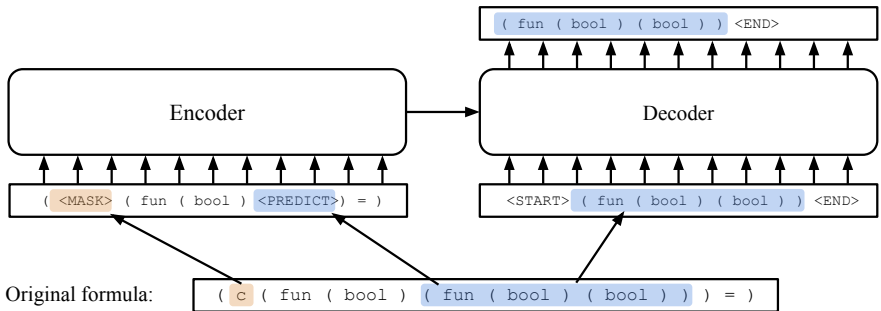 ( fun ( bool ) ( bool ) ) <END>
Encoder
Decoder
( <MASK> ( fun ( bool ) <PREDICT>) = )
<START> ( fun ( bool ) ( bool ) ) <END>
Original formula:
( c ( fun ( bool ) ( fun ( bool ) ( bool ) ) ) = )